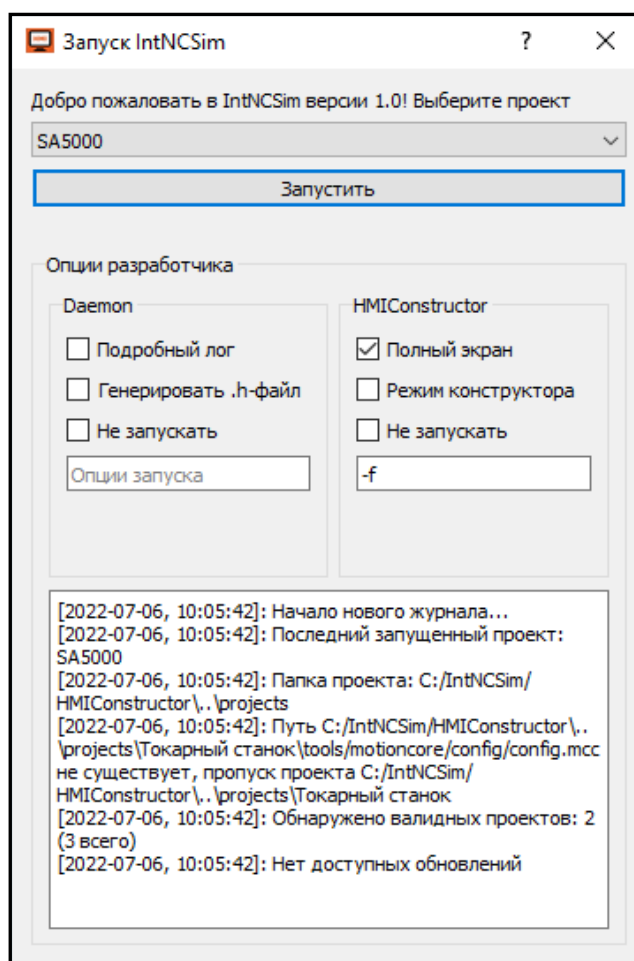 Запуск IntNCSim
?
Добро пожаловать в IntNCSim версии 1.0! Выберите проект
SA5000
Запустить
Опции разработчика
Daemon
Подробный лог
Генерировать .h-файл
Не запускать
Опции запуска
HMIConstructor
Полный экран
Режим конструктора
Не запускать
-f
[2022-07-06, 10:05:42]: Начало нового журнала...
[2022-07-06, 10:05:42]: Последний запущенный проект:
SA5000
[2022-07-06, 10:05:42]: Папка проекта: C:/IntNCSim/
HMIConstructor\..\projects
[2022-07-06, 10:05:42]: Путь C:/IntNCSim/HMIConstructor\..
\projects\Токарный станок\tools/motioncore/config/config.mcc
не существует, пропуск проекта C:/IntNCSim/
HMIConstructor\..\projects\Токарный станок
[2022-07-06, 10:05:42]: Обнаружено валидных проектов: 2
(3 всего)
[2022-07-06, 10:05:42]: Нет доступных обновлений